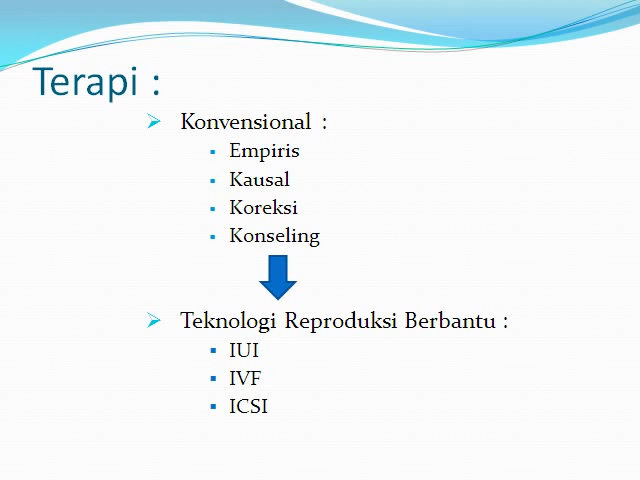 Terapi :
Konvensional :
Empiris
Kausal
Koreksi
Konseling
Teknologi Reproduksi Berbantu :
IUI
IVF
ICSI